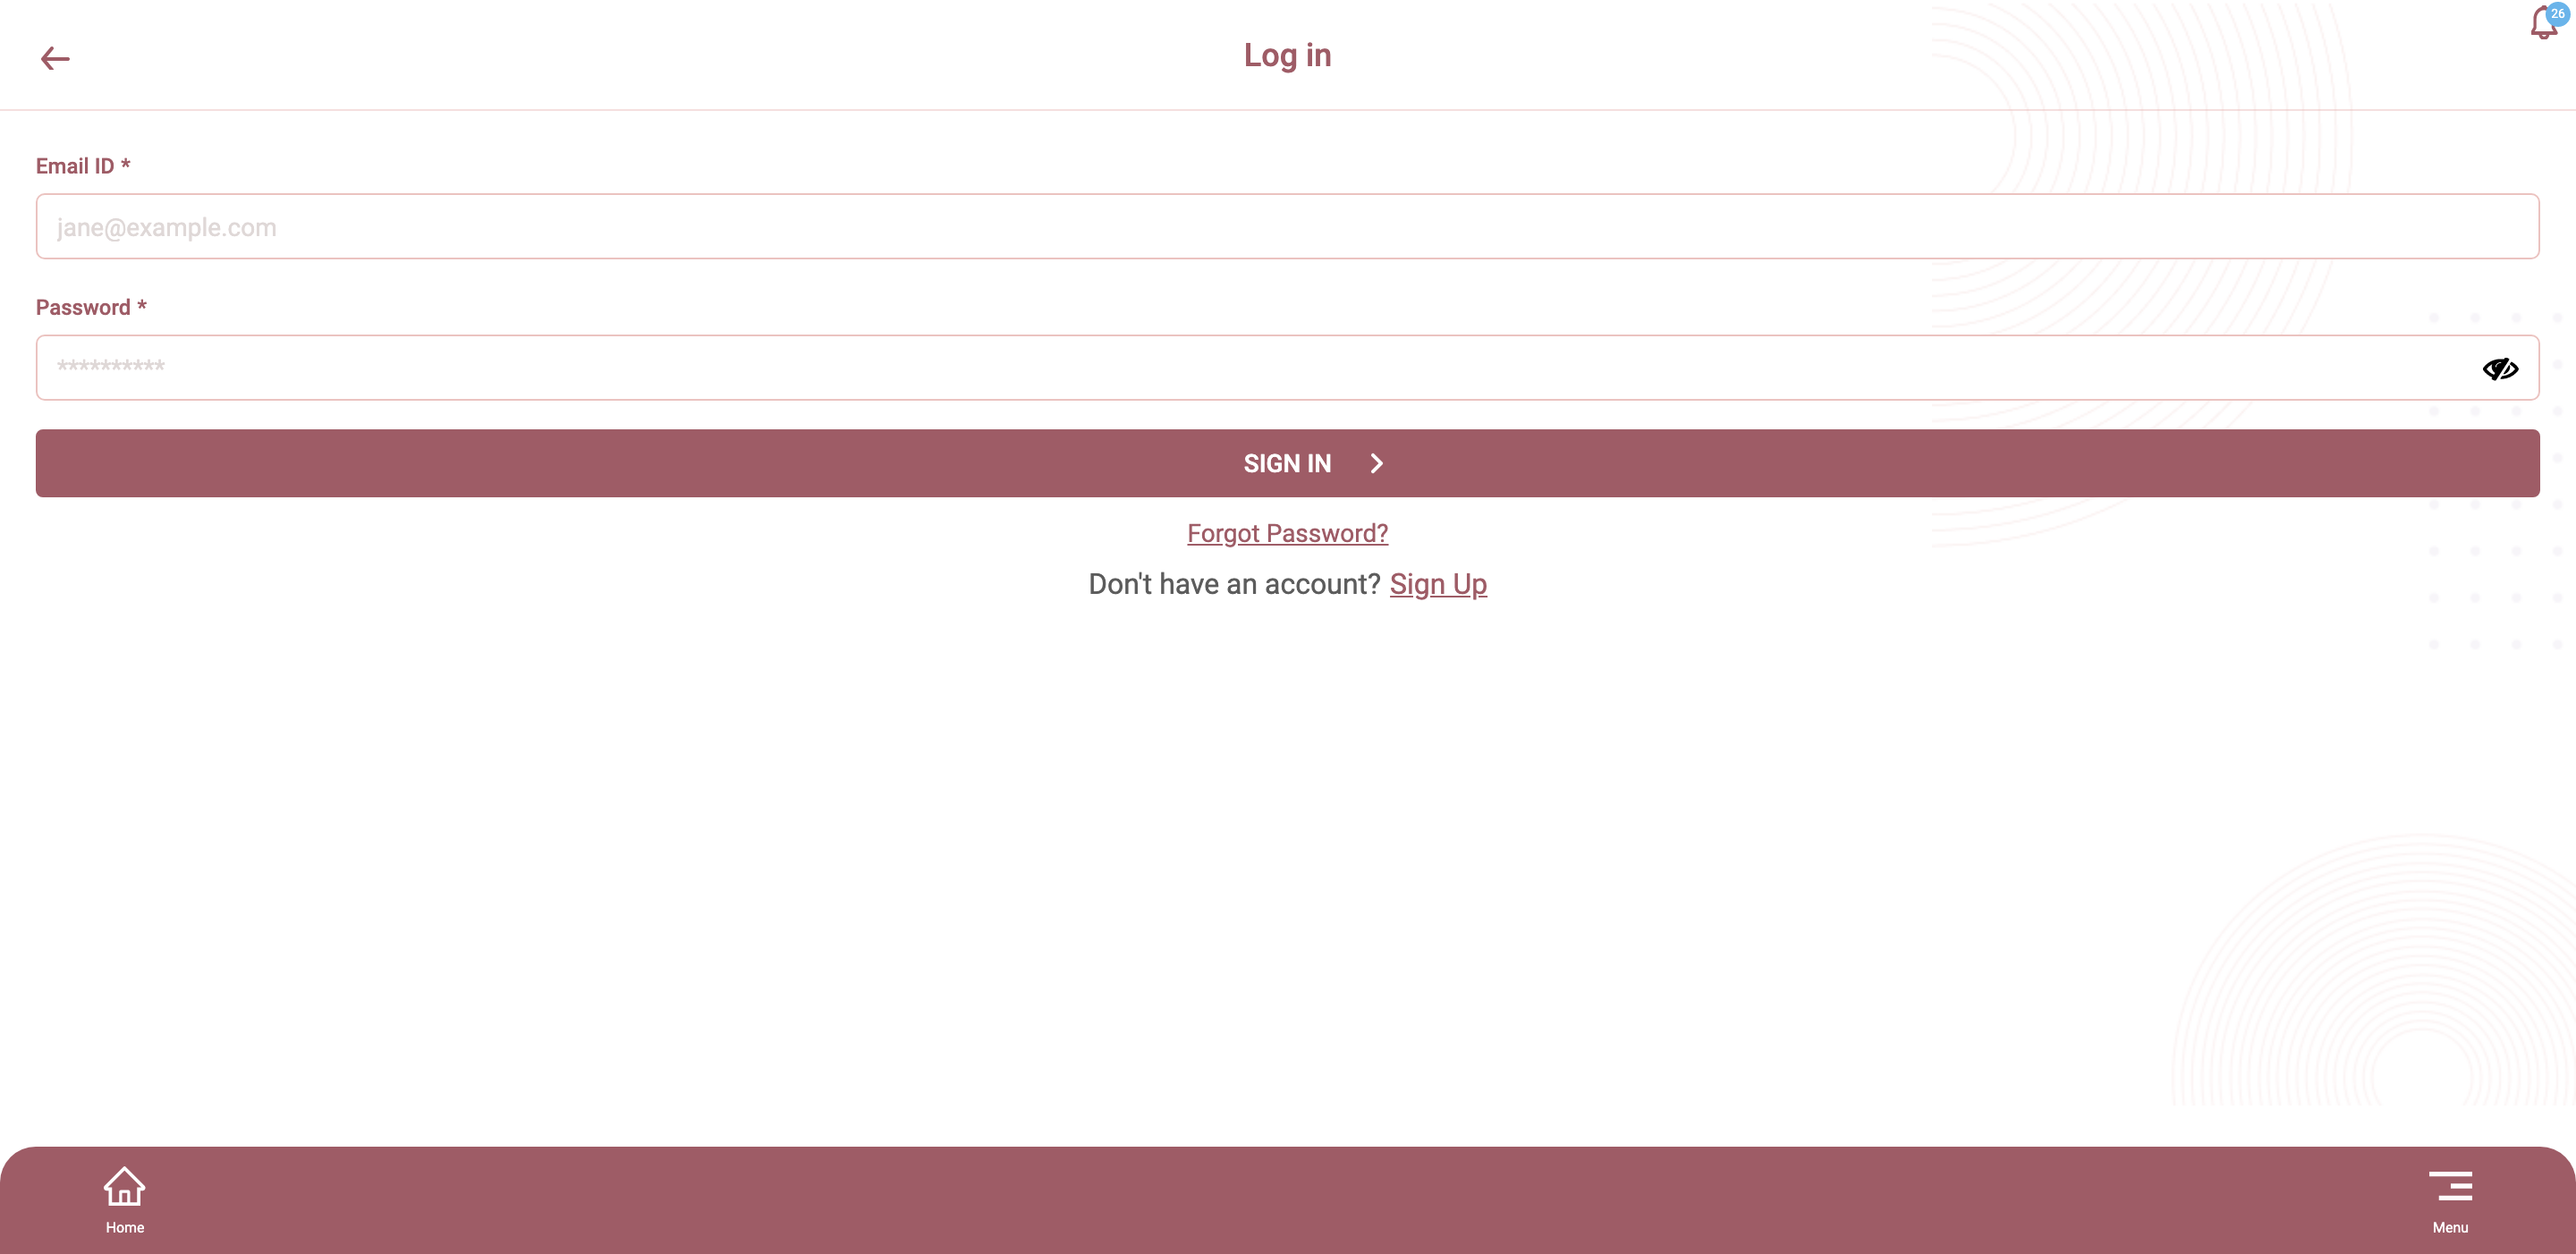 26
Log in
Email ID *
jane@example.com
Password *
**********
SIGN IN
Forgot Password?
Don't have an account? Sign Up
Home
Menu